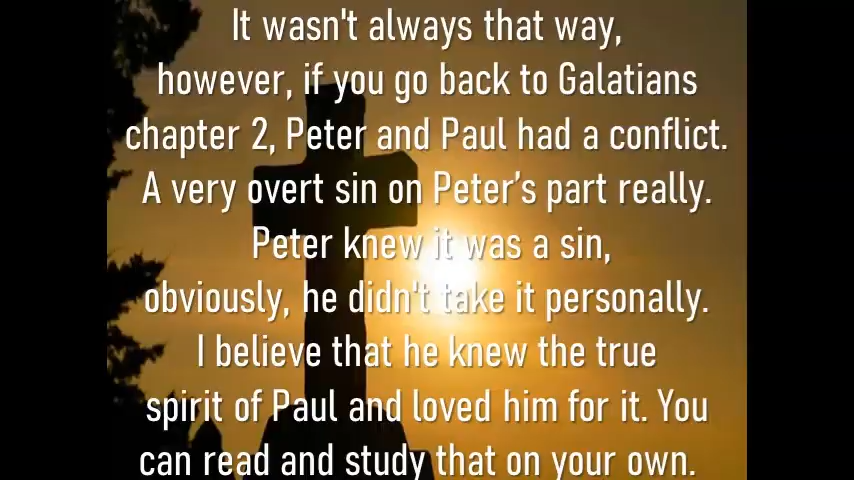 It wasn't always that way,
however, if you go back to Galatians
chapter 2, Peter and Paul had a conflict.
A very overt sin on Peter’s part really.
Peter knew it was a sin,
obviously, he didn't take it personally.
I believe that he knew the true
spirit of Paul and loved him for it. You
can read and study that on your own.